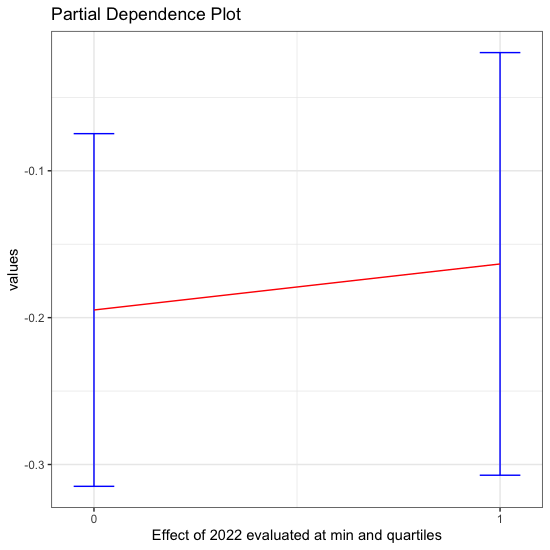 Partial Dependence Plot
values
-0.1
-0.2
-0.3
0 1
Effect of 2022 evaluated at min and quartiles